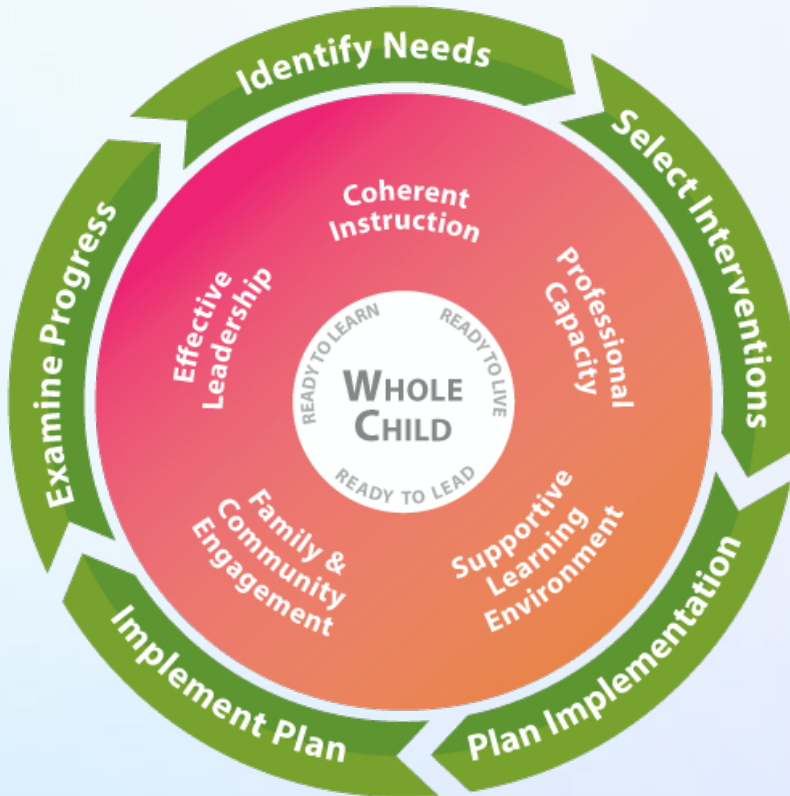 Identify Needs
Select Interventions
Plan Implementation
Implement Plan
Examine Progress
Coherent
Instruction
Professional
Capacity
Supportive
Learning
Environment
Family &
Community
Engagement
Effective
Leadership
READY TO LEARN
READY TO LIVE
READY TO LEAD
WHOLE
CHILD